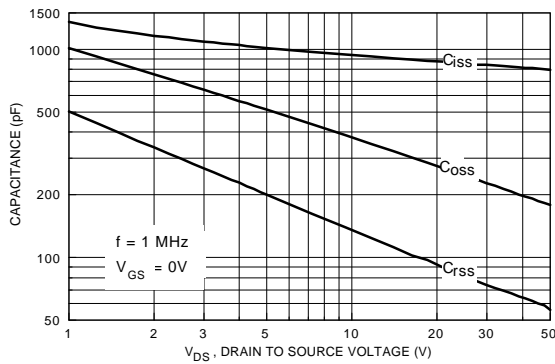 1500
1000
500
200
100
50
CAPACITANCE (pF)
Ciss
Coss
Crss
f = 1 MHz
VGS = 0V
1 2 3 5 10 20 30 50
VDS , DRAIN TO SOURCE VOLTAGE (V)